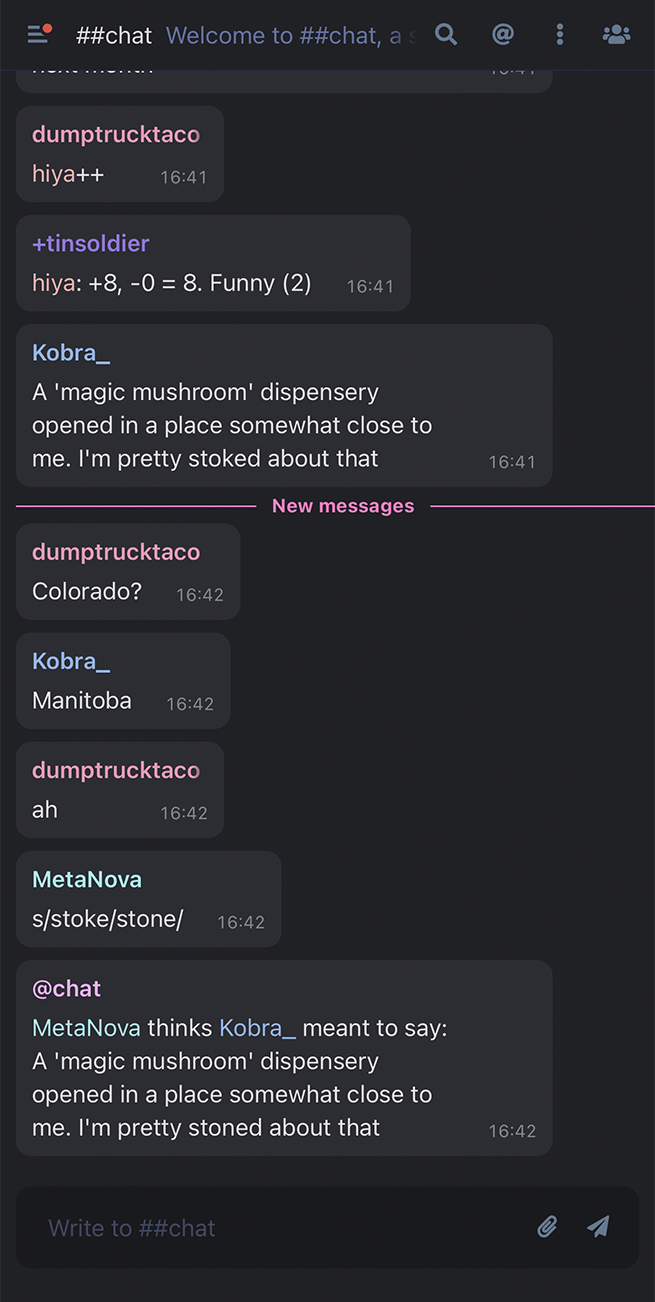 ##chat Welcome to ##chat, a s
next month 16:41
dumptrucktaco
hiya++ 16:41
+tinsoldier
hiya: +8, -0 = 8. Funny (2) 16:41
Kobra_
A 'magic mushroom' dispensery
opened in a place somewhat close to
me. I'm pretty stoked about that 16:41
New messages
dumptrucktaco
Colorado? 16:42
Kobra_
Manitoba 16:42
dumptrucktaco
ah 16:42
MetaNova
s/stoke/stone/ 16:42
@chat
MetaNova thinks Kobra_ meant to say:
A 'magic mushroom' dispensery
opened in a place somewhat close to
me. I'm pretty stoned about that 16:42
Write to ##chat